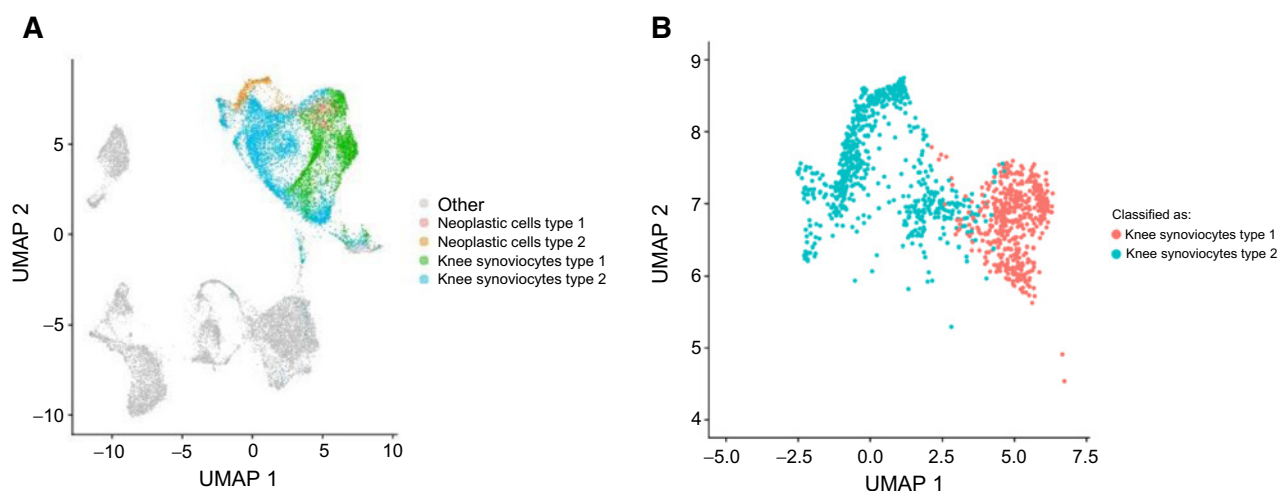 A
B
UMAP 2
5
0
−5
−10
−10
−5
0
5
10
UMAP 1
Other
Neoplastic cells type 1
Neoplastic cells type 2
Knee synoviocytes type 1
Knee synoviocytes type 2
UMAP 2
9
8
7
6
5
4
−5.0
−2.5
0.0
2.5
5.0
7.5
UMAP 1
Classified as:
Knee synoviocytes type 1
Knee synoviocytes type 2